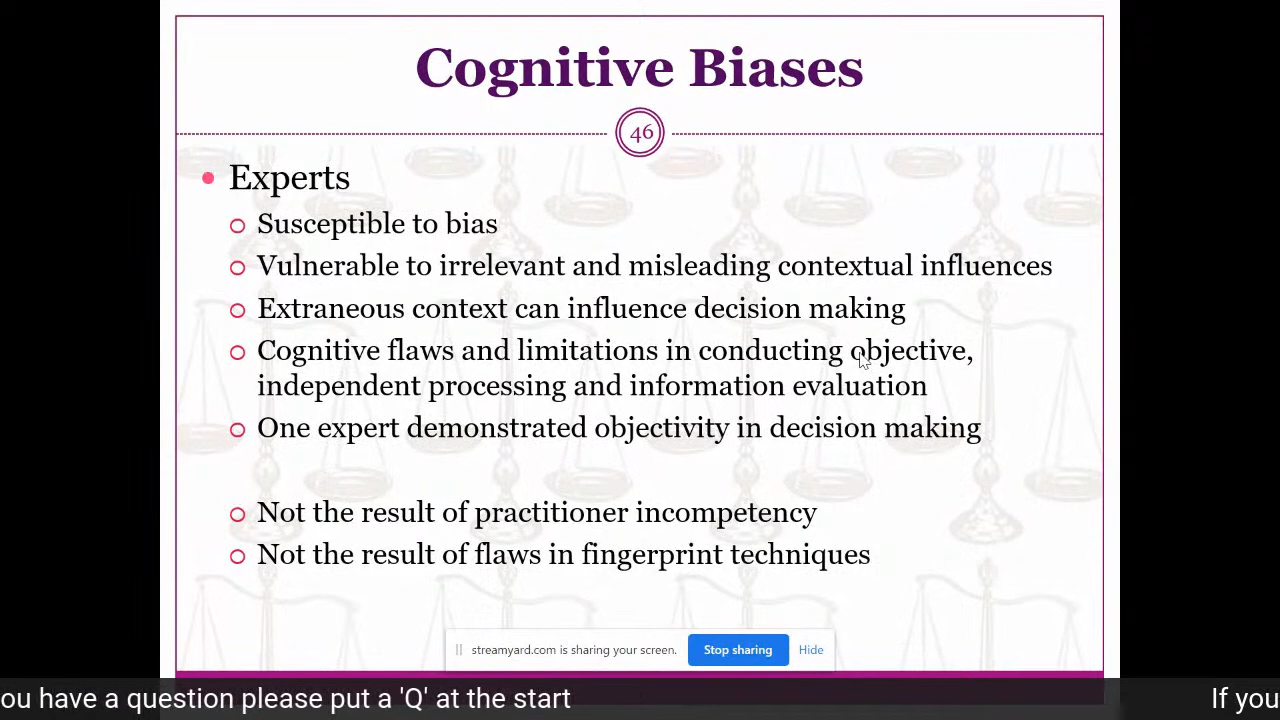 Cognitive Biases
46
Experts
Susceptible to bias
Vulnerable to irrelevant and misleading contextual influences
Extraneous context can influence decision making
Cognitive flaws and limitations in conducting objective,
independent processing and information evaluation
One expert demonstrated objectivity in decision making
Not the result of practitioner incompetency
Not the result of flaws in fingerprint techniques
streamyard.com is sharing your screen. Stop sharing Hide
ou have a question please put a 'Q' at the start If you